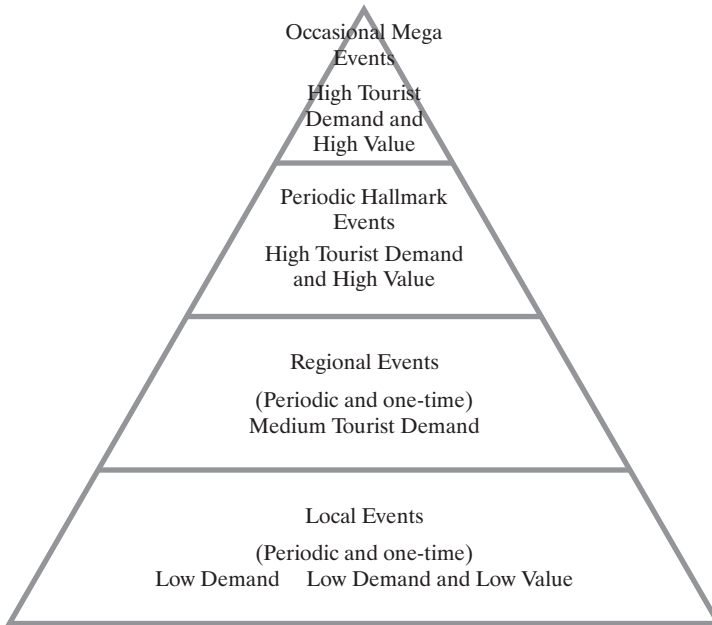 Occasional Mega
Events
High Tourist
Demand and
High Value
Periodic Hallmark
Events
High Tourist Demand
and High Value
Regional Events
(Periodic and one-time)
Medium Tourist Demand
Local Events
(Periodic and one-time)
Low Demand Low Demand and Low Value